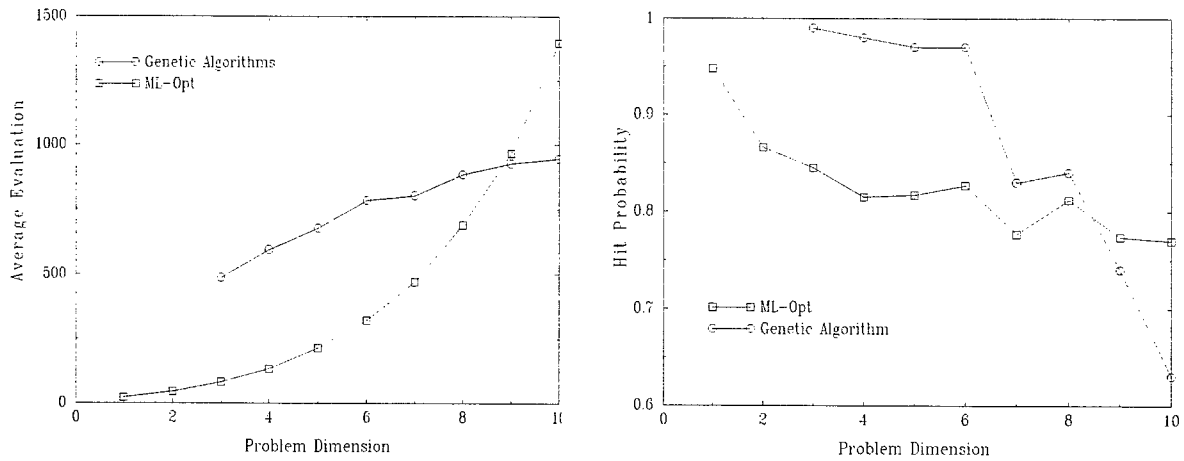 1500
1000
500
0
Average Evaluation
Genetic Algorithms
ML-Opt
0 2 4 6 8 10
Problem Dimension
1
0.9
0.8
0.7
0.6
Hit Probability
ML-Opt
Genetic Algorithm
0 2 4 6 8 10
Problem Dimension